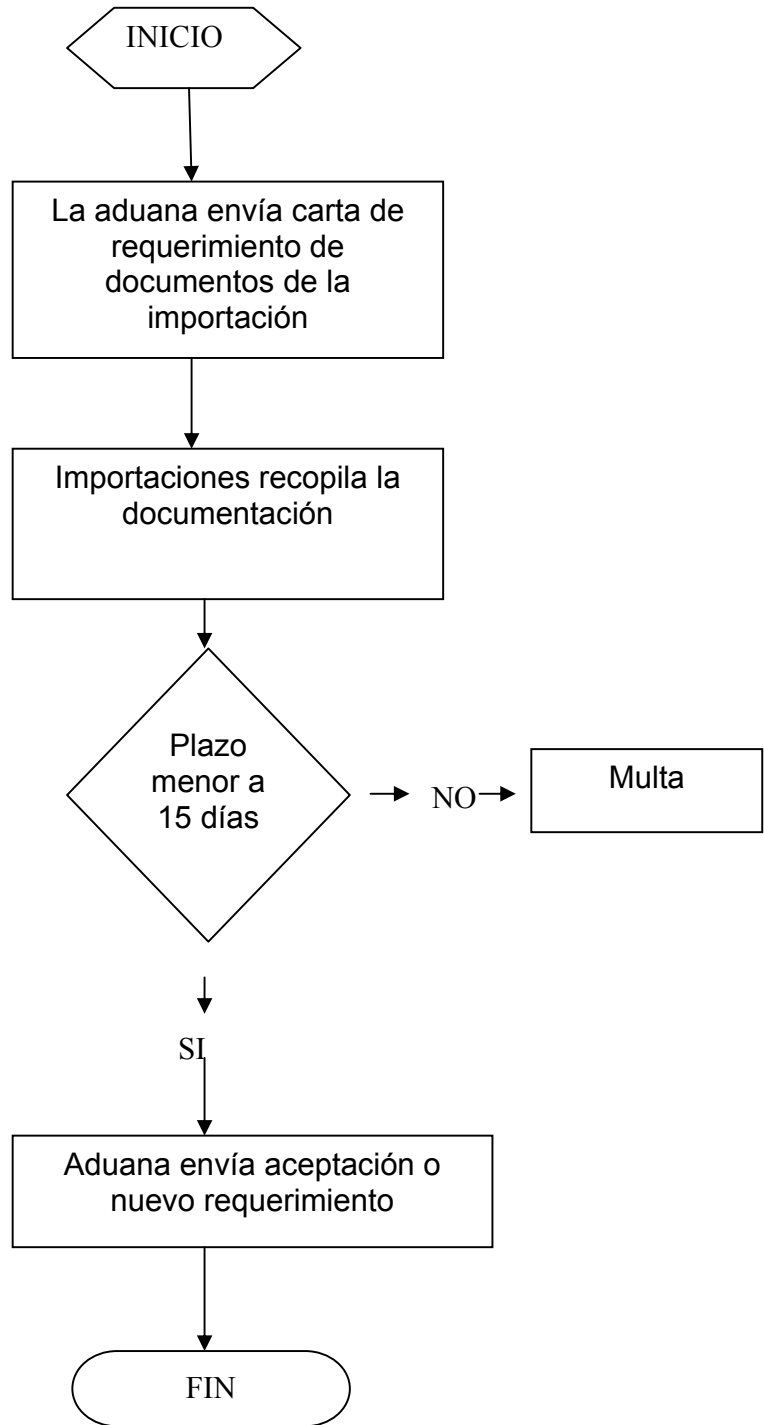 INICIO
La aduana envía carta de
requerimiento de
documentos de la
importación
Importaciones recopila la
documentación
Plazo
menor a
15 días
NO
Multa
SI
Aduana envía aceptación o
nuevo requerimiento
FIN